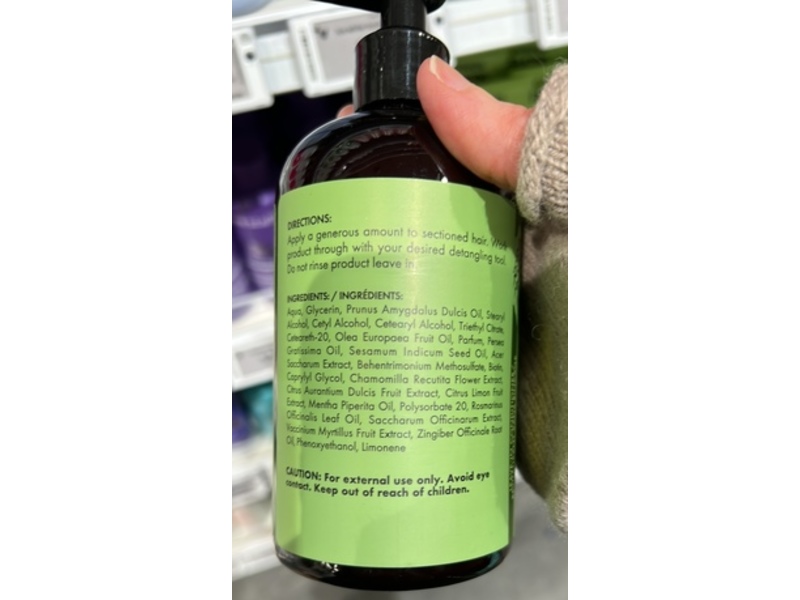 DIRECTIONS:
Apply a generous amount to sectioned hair. Work
product through with your desired detangling tool.
Do not rinse product leave in.
INGREDIENTS: / INGRÉDIENTS:
Aqua, Glycerin, Prunus Amygdalus Dulcis Oil, Stearyl
Alcohol, Cetyl Alcohol, Cetearyl Alcohol, Triethyl Citrate,
Ceteareth-20, Olea Europaea Fruit Oil, Parfum, Persea
Gratissima Oil, Sesamum Indicum Seed Oil, Acer
Saccharum Extract, Behentrimonium Methosulfate, Biotin,
Caprylyl Glycol, Chamomilla Recutita Flower Extract,
Citrus Aurantium Dulcis Fruit Extract, Citrus Limon Fruit
Extract, Mentha Piperita Oil, Polysorbate 20, Rosmarinus
Officinalis Leaf Oil, Saccharum Officinarum Extract,
Vaccinium Myrtillus Fruit Extract, Zingiber Officinale Root
Oil, Phenoxyethanol, Limonene
CAUTION: For external use only. Avoid eye
contact. Keep out of reach of children.